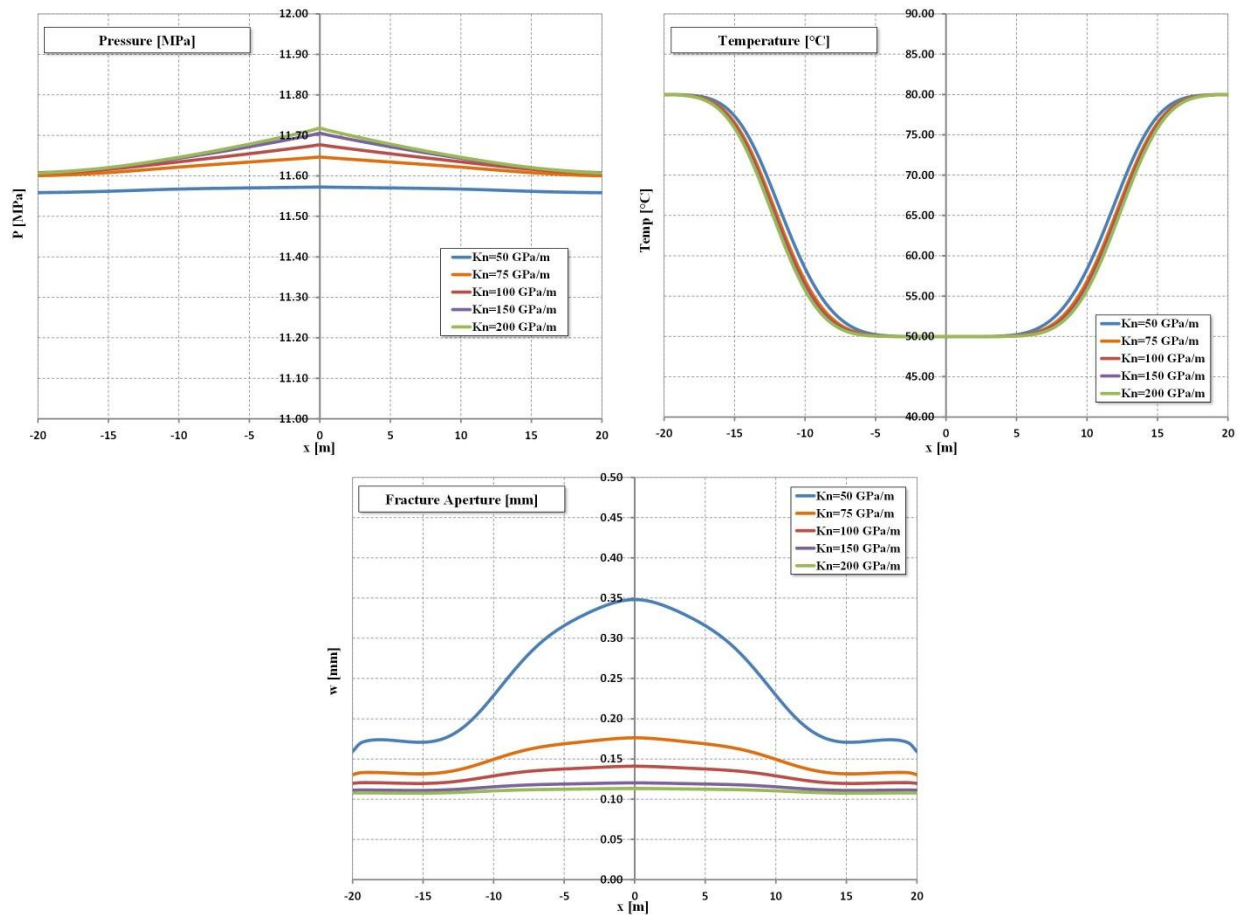 Pressure [MPa]
12.00
11.90
11.80
11.70
11.60
11.50
11.40
11.30
11.20
11.10
11.00
P [MPa]
Kn=50 GPa/m
Kn=75 GPa/m
Kn=100 GPa/m
Kn=150 GPa/m
Kn=200 GPa/m
-20 -15 -10 -5 0 5 10 15 20
x [m]
Temperature [°C]
90.00
85.00
80.00
75.00
70.00
65.00
60.00
55.00
50.00
45.00
40.00
Temp [°C]
Kn=50 GPa/m
Kn=75 GPa/m
Kn=100 GPa/m
Kn=150 GPa/m
Kn=200 GPa/m
-20 -15 -10 -5 0 5 10 15 20
x [m]
Fracture Aperture [mm]
0.50
0.45
0.40
0.35
0.30
0.25
0.20
0.15
0.10
0.05
0.00
w [mm]
Kn=50 GPa/m
Kn=75 GPa/m
Kn=100 GPa/m
Kn=150 GPa/m
Kn=200 GPa/m
-20 -15 -10 -5 0 5 10 15 20
x [m]